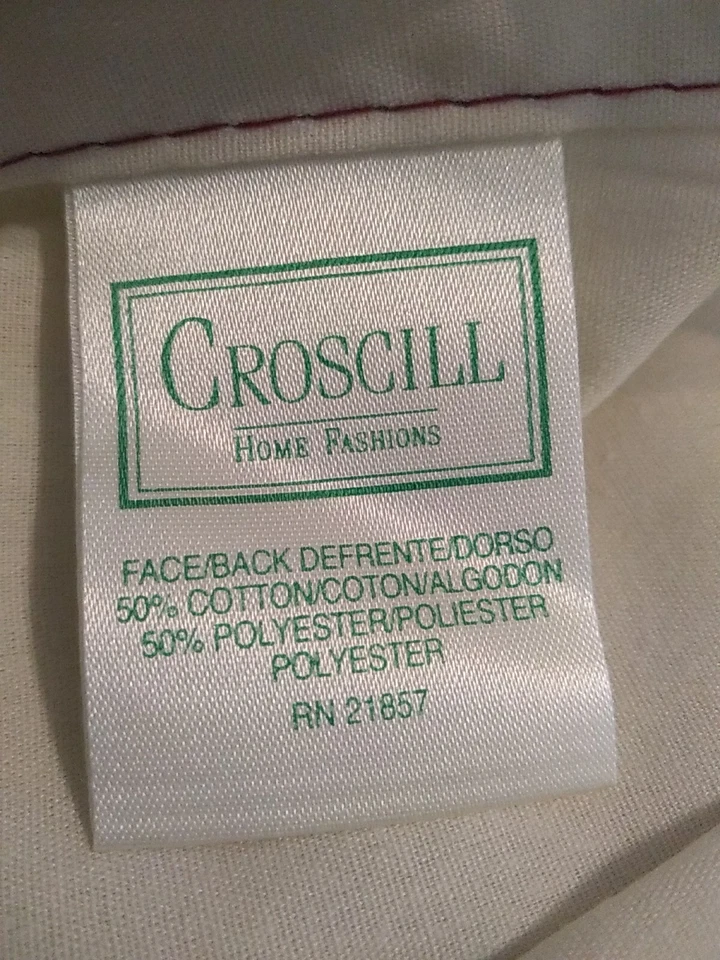 CROSCILL
HOME FASHIONS
FACE/BACK DEFRENTE/DORSO
50% COTTON/COTON/ALGODON
50% POLYESTER/POLIESTER
POLYESTER
RN 21857